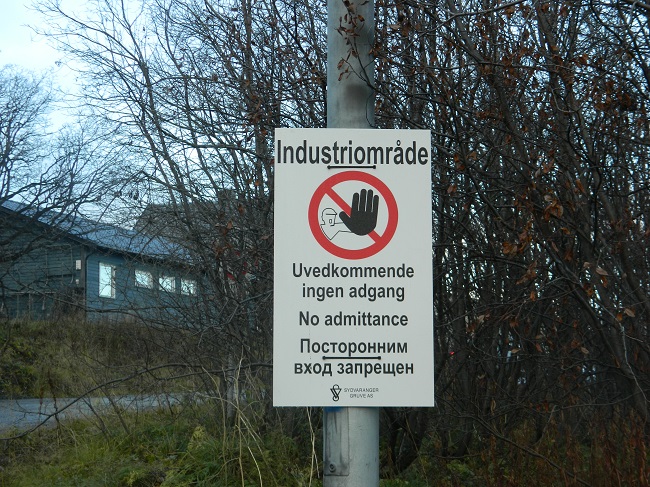 Industriområde
Uvedkommende
ingen adgang
No admittance
Посторонним
вход запрещен
SYDVARANGER
GRUVE AS